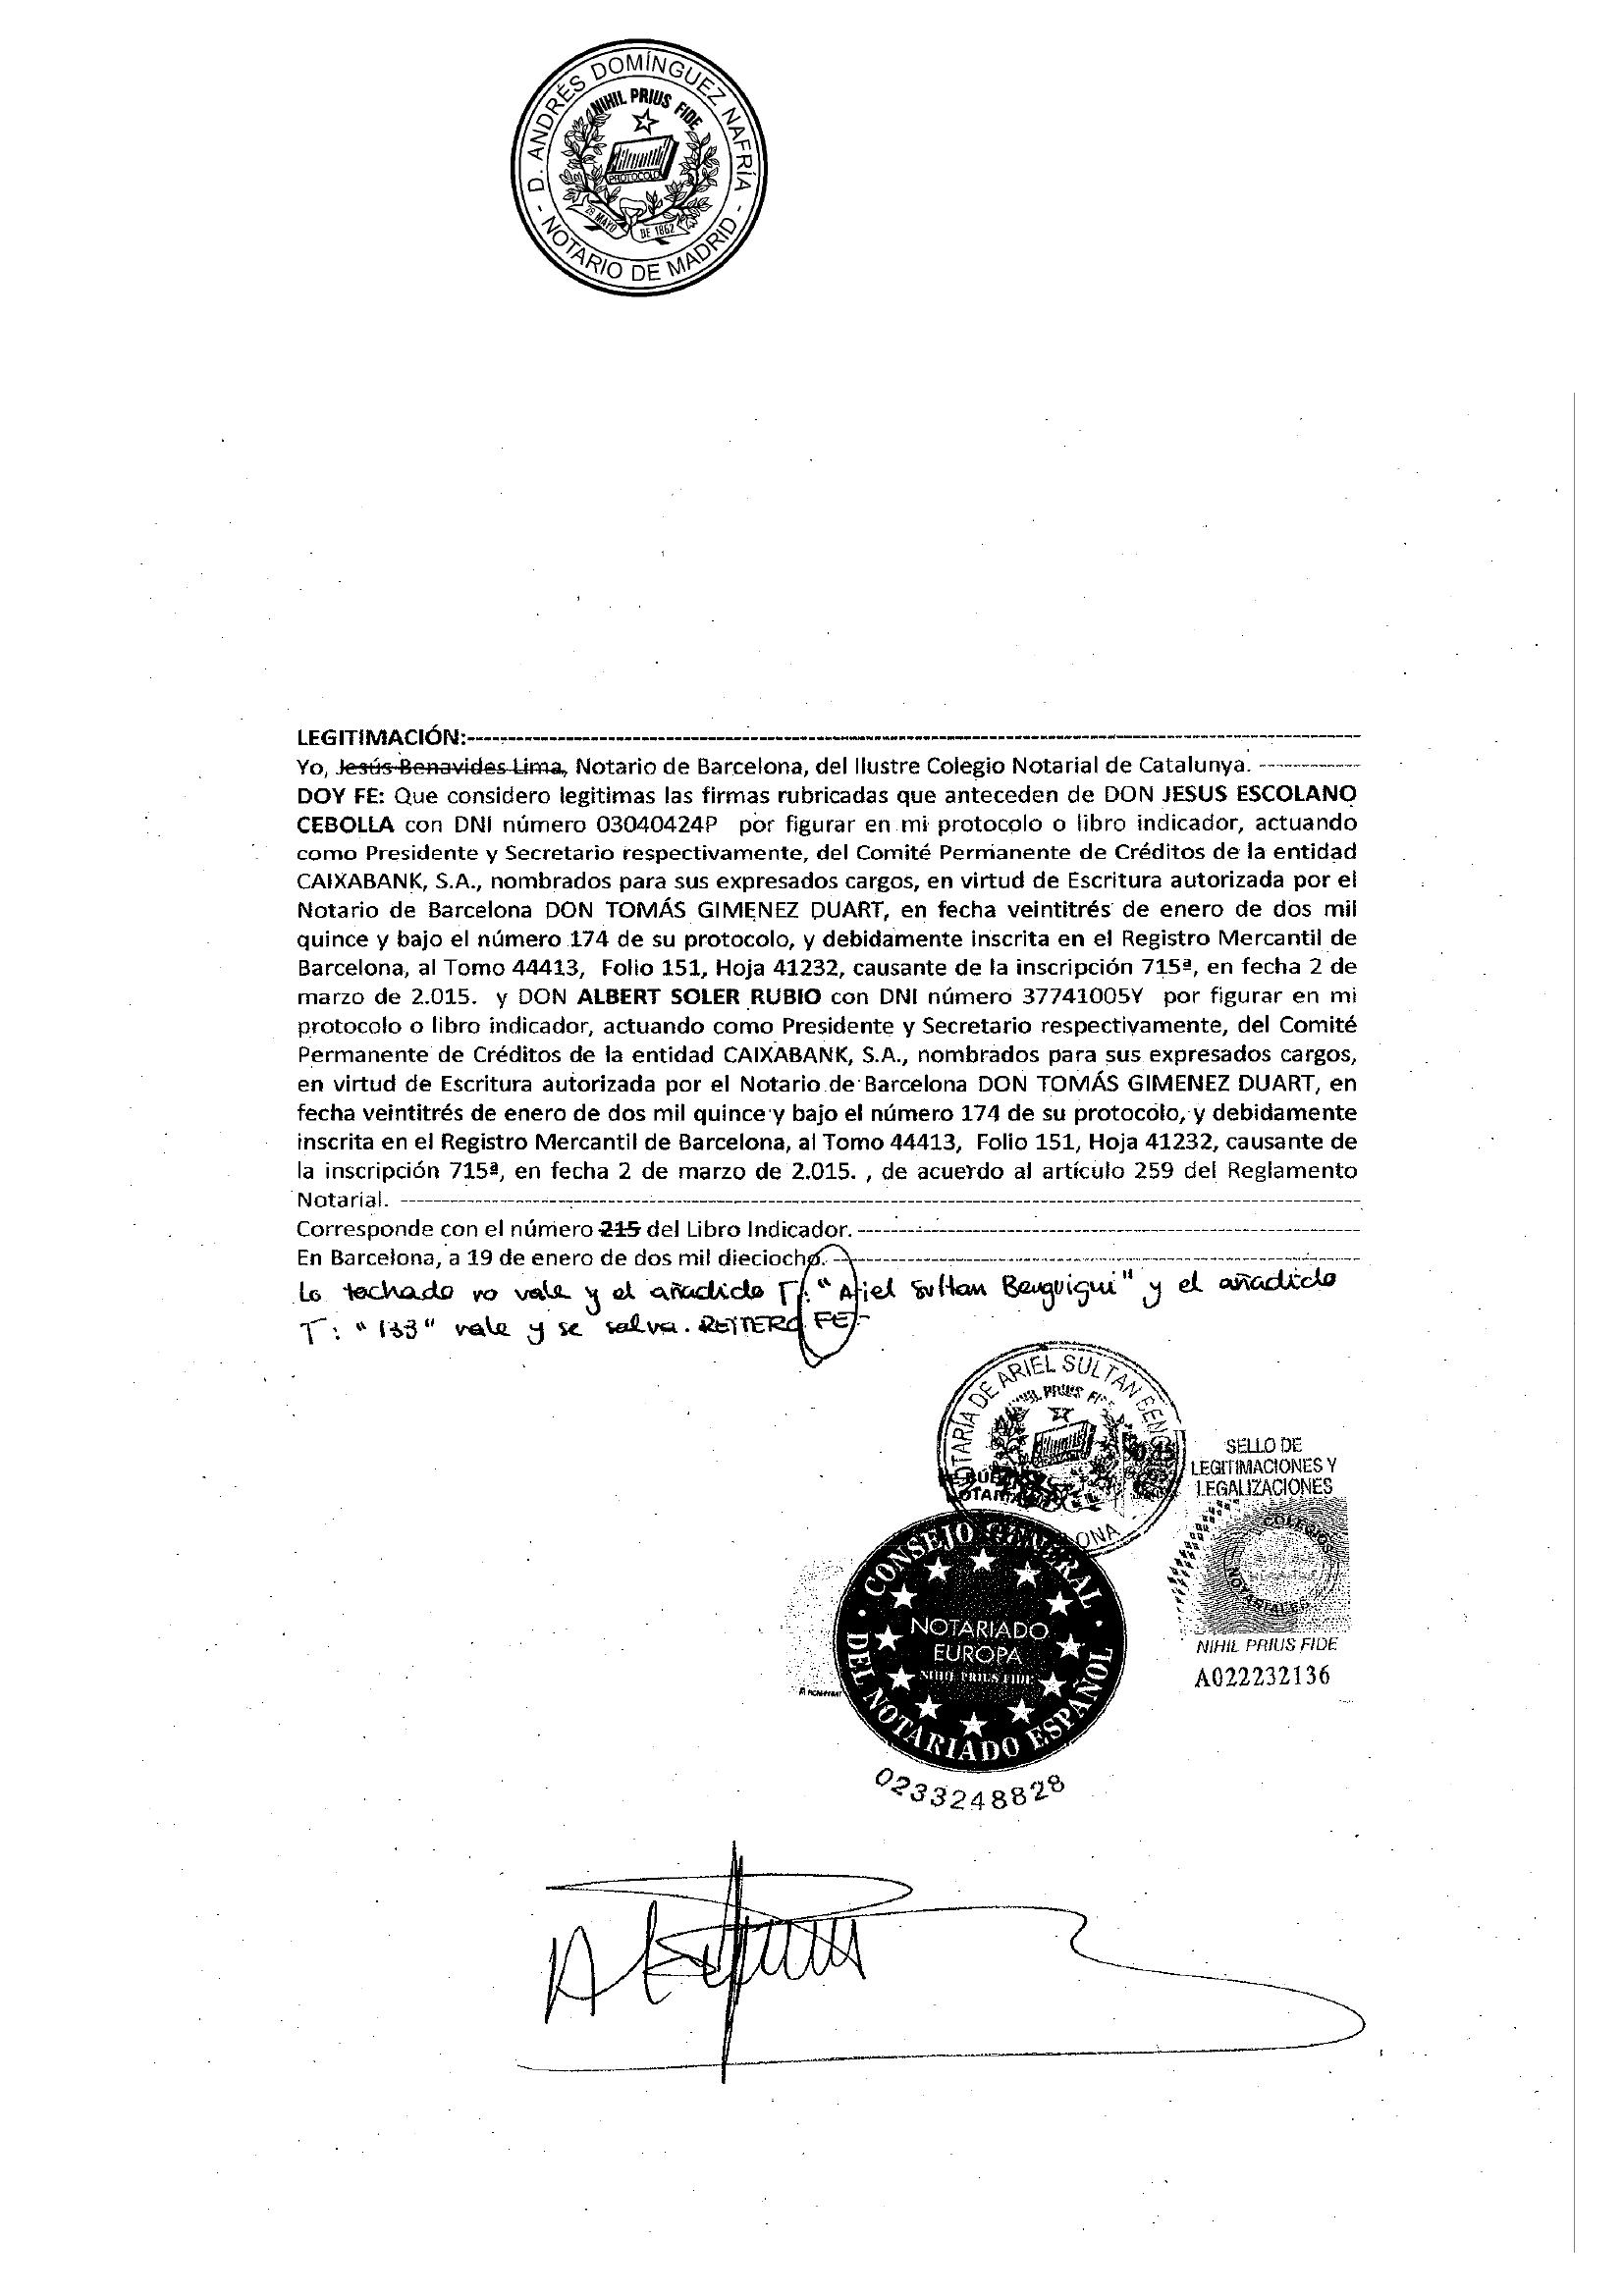 D. ANDRÉS DOMÍNGUEZ NAFRÍA - NOTARIO DE MADRID -
NIHIL PRIUS FIDE
PROTOCOLO
28 MAYO DE 1862
LEGITIMACIÓN:
Yo, Jesús Benavides Lima, Notario de Barcelona, del Ilustre Colegio Notarial de Catalunya.
DOY FE: Que considero legitimas las firmas rubricadas que anteceden de DON JESUS ESCOLANO
CEBOLLA con DNI número 03040424P por figurar en mi protocolo o libro indicador, actuando
como Presidente y Secretario respectivamente, del Comité Permanente de Créditos de la entidad
CAIXABANK, S.A., nombrados para sus expresados cargos, en virtud de Escritura autorizada por el
Notario de Barcelona DON TOMÁS GIMENEZ DUART, en fecha veintitrés de enero de dos mil
quince y bajo el número 174 de su protocolo, y debidamente inscrita en el Registro Mercantil de
Barcelona, al Tomo 44413, Folio 151, Hoja 41232, causante de la inscripción 715ª, en fecha 2 de
marzo de 2.015. y DON ALBERT SOLER RUBIO con DNI número 37741005Y por figurar en mi
protocolo o libro indicador, actuando como Presidente y Secretario respectivamente, del Comité
Permanente de Créditos de la entidad CAIXABANK, S.A., nombrados para sus expresados cargos,
en virtud de Escritura autorizada por el Notario de Barcelona DON TOMÁS GIMENEZ DUART, en
fecha veintitrés de enero de dos mil quince y bajo el número 174 de su protocolo, y debidamente
inscrita en el Registro Mercantil de Barcelona, al Tomo 44413, Folio 151, Hoja 41232, causante de
la inscripción 715ª, en fecha 2 de marzo de 2.015. , de acuerdo al artículo 259 del Reglamento
Notarial.
Corresponde con el número 215 del Libro Indicador.
En Barcelona, a 19 de enero de dos mil dieciocho.
Lo tachado no vale y el añadido T: "Ariel Sultan Benguigui" y el añadido
T: "133" vale y se salva. REITERO FE.-
NOTARÍA DE ARIEL SULTAN
NIHIL PRIUS FIDE
SELLO DE
LEGITIMACIONES Y
LEGALIZACIONES
COLEGIOS NOTARIALES
NIHIL PRIUS FIDE
A022232136
CONSEJO GENERAL · DEL NOTARIADO ESPAÑOL ·
NOTARIADO
EUROPA
NIHIL PRIUS FIDE
0233248828